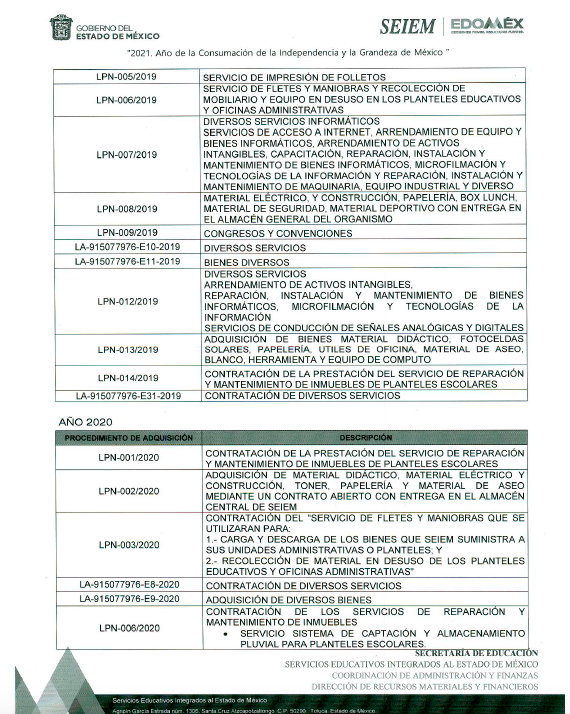 GOBIERNO DEL
ESTADO DE MÉXICO
SEIEM
EDOMÉX
DECISIONES FIRMES, RESULTADOS FUERTES.
"2021. Año de la Consumación de la Independencia y la Grandeza de México "
LPN-005/2019 SERVICIO DE IMPRESIÓN DE FOLLETOS
LPN-006/2019 SERVICIO DE FLETES Y MANIOBRAS Y RECOLECCIÓN DE
MOBILIARIO Y EQUIPO EN DESUSO EN LOS PLANTELES EDUCATIVOS
Y OFICINAS ADMINISTRATIVAS
LPN-007/2019 DIVERSOS SERVICIOS INFORMÁTICOS
SERVICIOS DE ACCESO A INTERNET, ARRENDAMIENTO DE EQUIPO Y
BIENES INFORMÁTICOS, ARRENDAMIENTO DE ACTIVOS
INTANGIBLES, CAPACITACIÓN, REPARACIÓN, INSTALACIÓN Y
MANTENIMIENTO DE BIENES INFORMÁTICOS, MICROFILMACIÓN Y
TECNOLOGÍAS DE LA INFORMACIÓN Y REPARACIÓN, INSTALACIÓN Y
MANTENIMIENTO DE MAQUINARIA, EQUIPO INDUSTRIAL Y DIVERSO
LPN-008/2019 MATERIAL ELÉCTRICO, Y CONSTRUCCIÓN, PAPELERÍA, BOX LUNCH,
MATERIAL DE SEGURIDAD, MATERIAL DEPORTIVO CON ENTREGA EN
EL ALMACÉN GENERAL DEL ORGANISMO
LPN-009/2019 CONGRESOS Y CONVENCIONES
LA-915077976-E10-2019 DIVERSOS SERVICIOS
LA-915077976-E11-2019 BIENES DIVERSOS
LPN-012/2019 DIVERSOS SERVICIOS
ARRENDAMIENTO DE ACTIVOS INTANGIBLES,
REPARACIÓN, INSTALACIÓN Y MANTENIMIENTO DE BIENES
INFORMÁTICOS, MICROFILMACIÓN Y TECNOLOGÍAS DE LA
INFORMACIÓN
SERVICIOS DE CONDUCCIÓN DE SEÑALES ANALÓGICAS Y DIGITALES
LPN-013/2019 ADQUISICIÓN DE BIENES MATERIAL DIDÁCTICO, FOTOCELDAS
SOLARES, PAPELERÍA, UTILES DE OFICINA, MATERIAL DE ASEO,
BLANCO, HERRAMIENTA Y EQUIPO DE COMPUTO
LPN-014/2019 CONTRATACIÓN DE LA PRESTACIÓN DEL SERVICIO DE REPARACIÓN
Y MANTENIMIENTO DE INMUEBLES DE PLANTELES ESCOLARES
LA-915077976-E31-2019 CONTRATACIÓN DE DIVERSOS SERVICIOS
AÑO 2020
PROCEDIMIENTO DE ADQUISICIÓN DESCRIPCIÓN
LPN-001/2020 CONTRATACIÓN DE LA PRESTACIÓN DEL SERVICIO DE REPARACIÓN
Y MANTENIMIENTO DE INMUEBLES DE PLANTELES ESCOLARES
LPN-002/2020 ADQUISICIÓN DE MATERIAL DIDÁCTICO, MATERIAL ELÉCTRICO Y
CONSTRUCCIÓN, TONER, PAPELERÍA Y MATERIAL DE ASEO
MEDIANTE UN CONTRATO ABIERTO CON ENTREGA EN EL ALMACÉN
CENTRAL DE SEIEM
LPN-003/2020 CONTRATACIÓN DEL "SERVICIO DE FLETES Y MANIOBRAS QUE SE
UTILIZARAN PARA:
1.- CARGA Y DESCARGA DE LOS BIENES QUE SEIEM SUMINISTRA A
SUS UNIDADES ADMINISTRATIVAS O PLANTELES, Y
2.- RECOLECCIÓN DE MATERIAL EN DESUSO DE LOS PLANTELES
EDUCATIVOS Y OFICINAS ADMINISTRATIVAS"
LA-915077976-E8-2020 CONTRATACIÓN DE DIVERSOS SERVICIOS
LA-915077976-E9-2020 ADQUISICIÓN DE DIVERSOS BIENES
LPN-006/2020 CONTRATACIÓN DE LOS SERVICIOS DE REPARACIÓN Y
MANTENIMIENTO DE INMUEBLES
• SERVICIO SISTEMA DE CAPTACIÓN Y ALMACENAMIENTO
PLUVIAL PARA PLANTELES ESCOLARES.
SECRETARÍA DE EDUCACIÓN
SERVICIOS EDUCATIVOS INTEGRADOS AL ESTADO DE MÉXICO
COORDINACIÓN DE ADMINISTRACIÓN Y FINANZAS
DIRECCIÓN DE RECURSOS MATERIALES Y FINANCIEROS
Servicios Educativos Integrados al Estado de México
Agripín García Estrada núm. 1306, Santa Cruz Atzcapotzaltongo, C.P. 50290, Toluca, Estado de México.